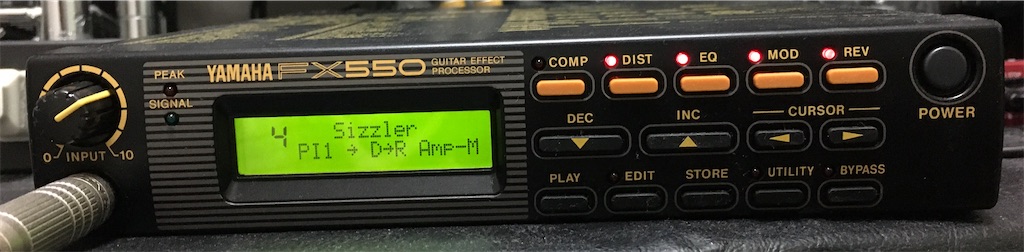 PEAK
SIGNAL
YAMAHA FX550 GUITAR EFFECT PROCESSOR
0 INPUT 10
4 Sizzler
PI1 → D→R Amp-M
COMP DIST EQ MOD REV
DEC INC CURSOR
PLAY EDIT STORE UTILITY BYPASS
POWER